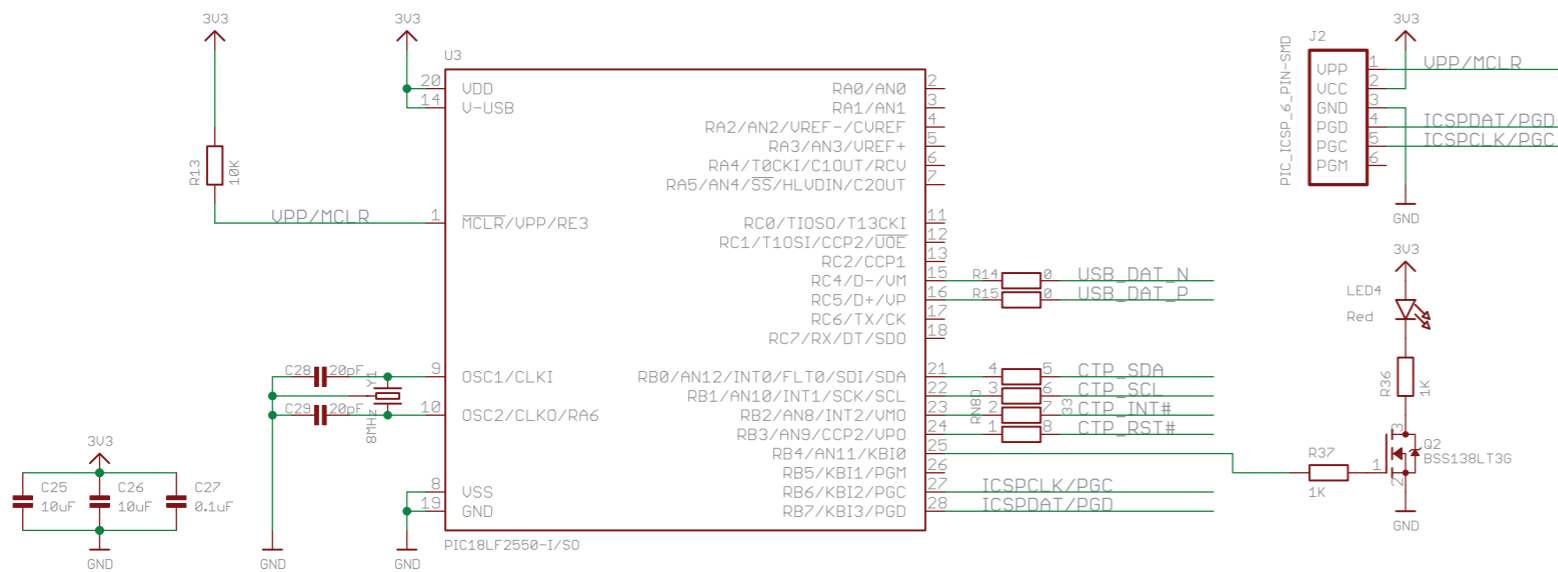 3V3
R13
10K
VPP/MCLR
3V3
C25
10uF
C26
10uF
C27
0.1uF
GND
C28
20pF
Y1
8MHz
C29
20pF
GND
3V3
GND
U3
20 VDD
14 V-USB
1 MCLR/VPP/RE3
9 OSC1/CLKI
10 OSC2/CLKO/RA6
8 VSS
19 GND
RA0/AN0 2
RA1/AN1 3
RA2/AN2/VREF-/CVREF 4
RA3/AN3/VREF+ 5
RA4/T0CKI/C1OUT/RCV 6
RA5/AN4/SS/HLVDIN/C2OUT 7
RC0/TIOSO/T13CKI 11
RC1/T1OSI/CCP2/UOE 12
RC2/CCP1 13
RC4/D-/VM 15
RC5/D+/VP 16
RC6/TX/CK 17
RC7/RX/DT/SDO 18
RB0/AN12/INT0/FLT0/SDI/SDA 21
RB1/AN10/INT1/SCK/SCL 22
RB2/AN8/INT2/VMO 23
RB3/AN9/CCP2/VPO 24
RB4/AN11/KBI0 25
RB5/KBI1/PGM 26
RB6/KBI2/PGC 27
RB7/KBI3/PGD 28
PIC18LF2550-I/SO
R14 0 USB_DAT_N
R15 0 USB_DAT_P
4 5 CTP_SDA
3 6 CTP_SCL
2 7 CTP_INT#
1 8 CTP_RST#
33
ICSPCLK/PGC
ICSPDAT/PGD
J2
PIC_ICSP_6_PIN-SMD
3V3
VPP 1 VPP/MCLR
VCC 2
GND 3
PGD 4 ICSPDAT/PGD
PGC 5 ICSPCLK/PGC
PGM 6
GND
3V3
LED4
Red
R36
1K
R37
1K
3
1
2
Q2
BSS138LT3G
GND